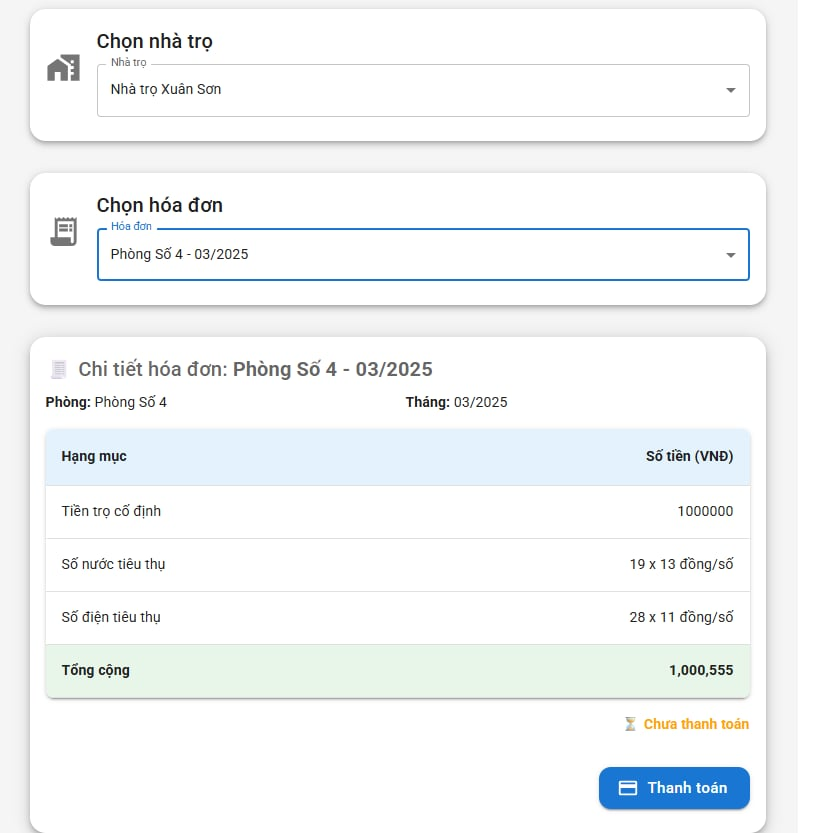 Chọn nhà trọ
Nhà trọ
Nhà trọ Xuân Sơn
Chọn hóa đơn
Hóa đơn
Phòng Số 4 - 03/2025
Chi tiết hóa đơn: Phòng Số 4 - 03/2025
Phòng: Phòng Số 4 Tháng: 03/2025
Hạng mục Số tiền (VNĐ)
Tiền trọ cố định 1000000
Số nước tiêu thụ 19 x 13 đồng/số
Số điện tiêu thụ 28 x 11 đồng/số
Tổng cộng 1,000,555
Chưa thanh toán
Thanh toán